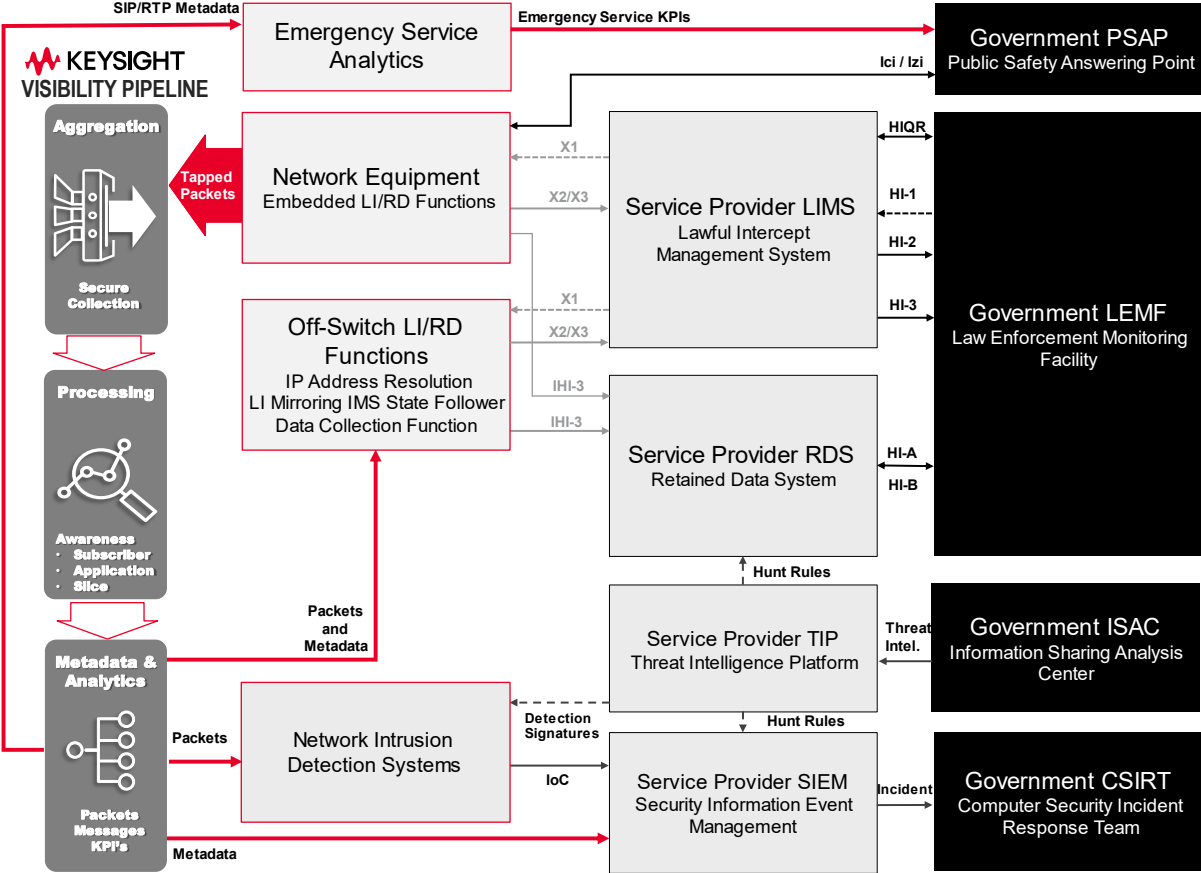 SIP/RTP Metadata
KEYSIGHT
VISIBILITY PIPELINE
Aggregation
Secure
Collection
Processing
Awareness
· Subscriber
· Application
· Slice
Metadata &
Analytics
Packets
Messages
KPI's
Tapped
Packets
Emergency Service
Analytics
Emergency Service KPIs
Government PSAP
Public Safety Answering Point
Ici / Izi
Network Equipment
Embedded LI/RD Functions
X1
X2/X3
Service Provider LIMS
Lawful Intercept
Management System
HIQR
HI-1
HI-2
HI-3
Government LEMF
Law Enforcement Monitoring
Facility
Off-Switch LI/RD
Functions
IP Address Resolution
LI Mirroring IMS State Follower
Data Collection Function
X1
X2/X3
IHI-3
IHI-3
Service Provider RDS
Retained Data System
HI-A
HI-B
Hunt Rules
Packets
and
Metadata
Service Provider TIP
Threat Intelligence Platform
Threat
Intel.
Government ISAC
Information Sharing Analysis
Center
Packets
Network Intrusion
Detection Systems
Detection
Signatures
Hunt Rules
IoC
Service Provider SIEM
Security Information Event
Management
Incident
Government CSIRT
Computer Security Incident
Response Team
Metadata